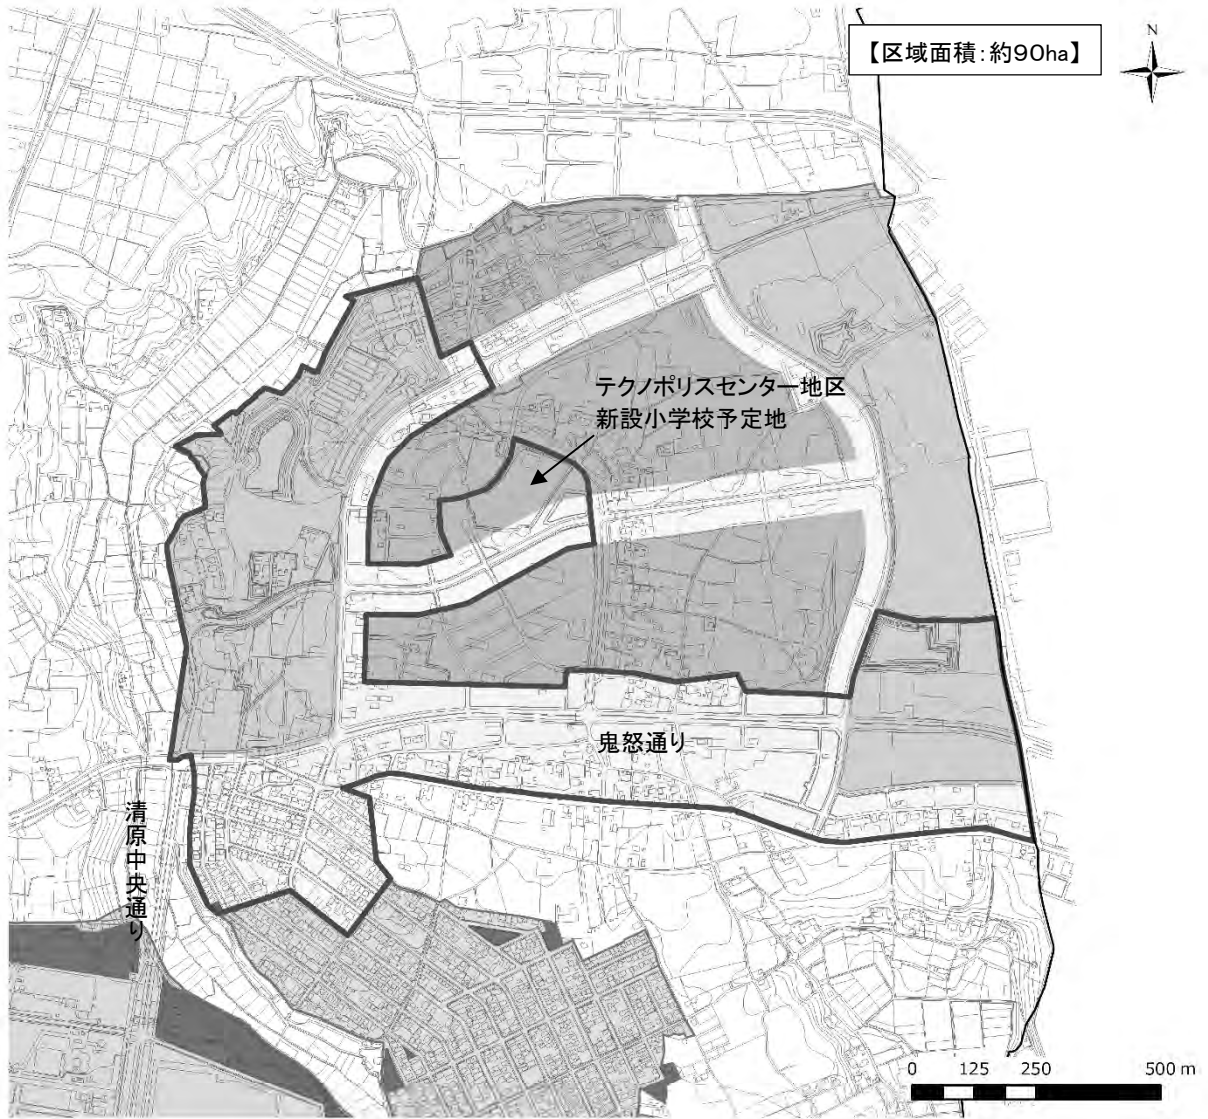 【区域面積:約90ha】
N
テクノポリスセンター地区
新設小学校予定地
鬼怒通り
清原中央通り
0 125 250 500 m